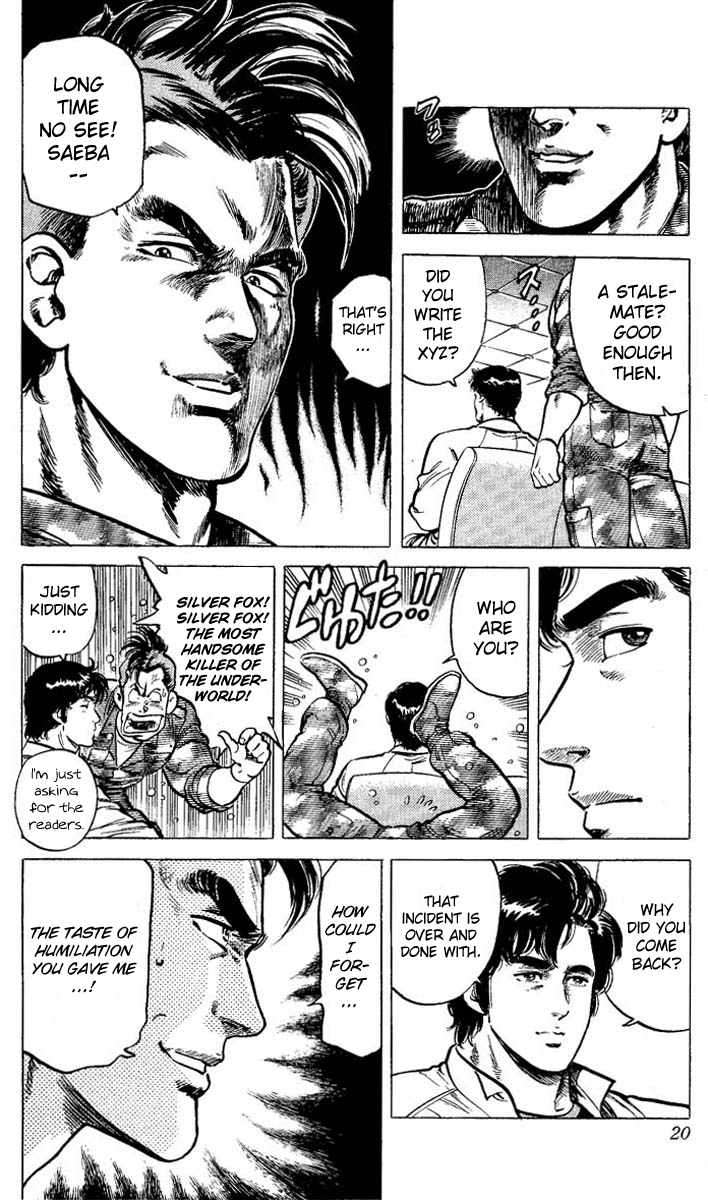 フッ
A STALE-
MATE?
GOOD
ENOUGH
THEN.
ス…
DID
YOU
WRITE
THE
XYZ?
THAT'S
RIGHT
...
LONG
TIME
NO SEE!
SAEBA
--
WHO
ARE
YOU?
SILVER FOX!
SILVER FOX!
THE MOST
HANDSOME
KILLER OF
THE UNDER-
WORLD!
JUST
KIDDING
...
I'm just
asking
for the
readers.
WHY
DID YOU
COME
BACK?
THAT
INCIDENT IS
OVER AND
DONE WITH.
HOW
COULD
I
FOR-
GET
...
THE TASTE OF
HUMILIATION
YOU GAVE ME
...!
20